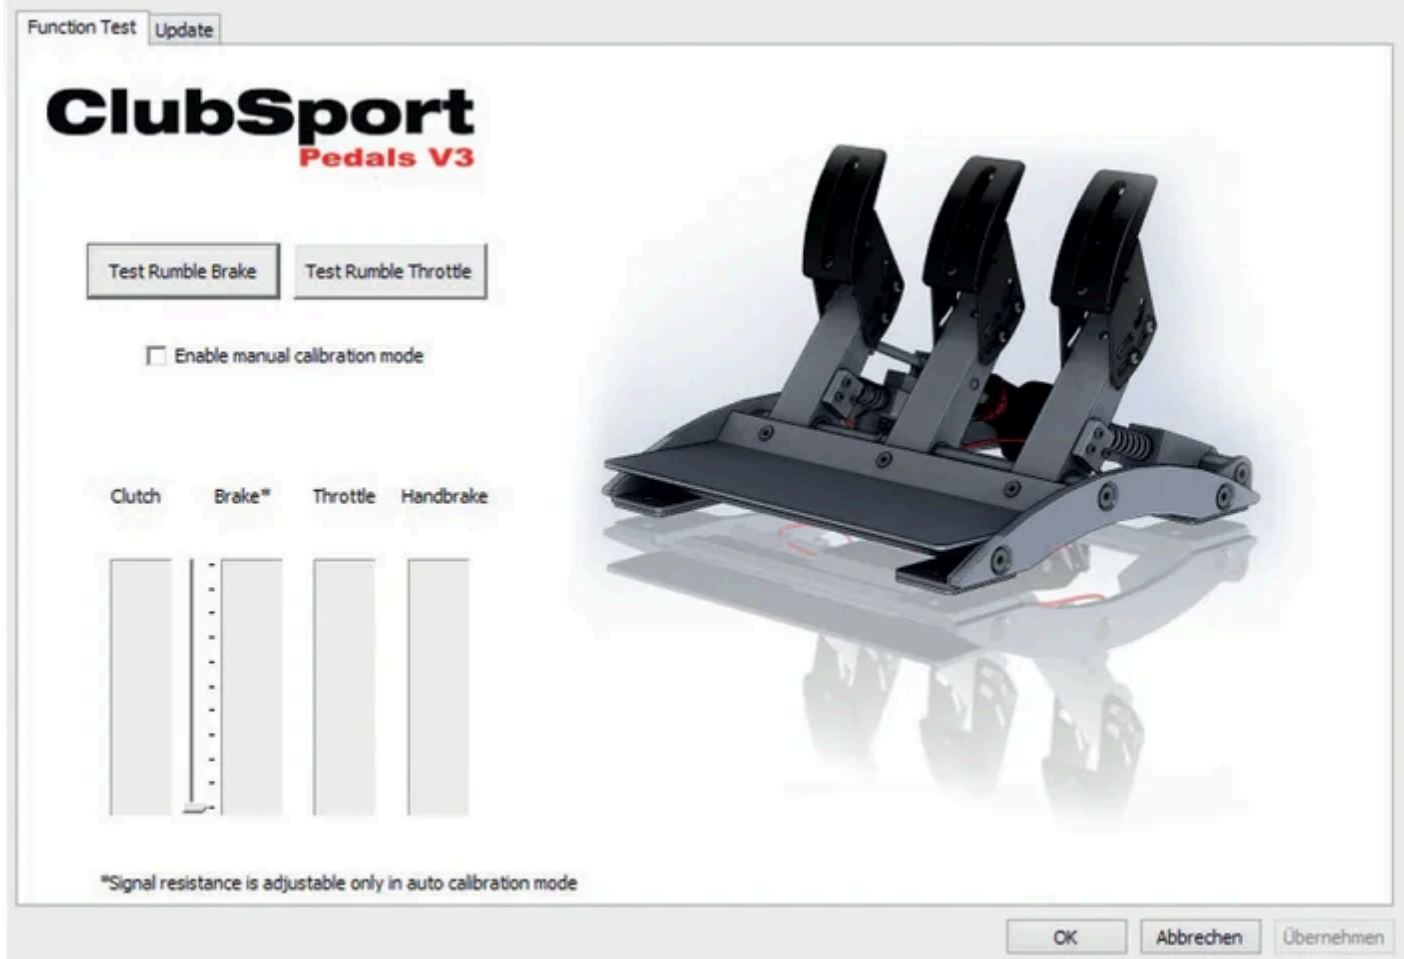 Function Test
Update
ClubSport
Pedals V3
Test Rumble Brake
Test Rumble Throttle
Enable manual calibration mode
Clutch
Brake*
Throttle
Handbrake
*Signal resistance is adjustable only in auto calibration mode
OK
Abbrechen
Übernehmen